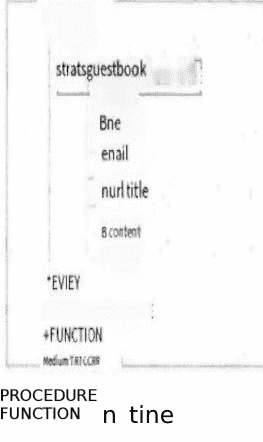 stratsguestbook
Bne
enail
nurl title
B content
*EVIEY
+FUNCTION
Medium
PROCEDURE
FUNCTION n tine